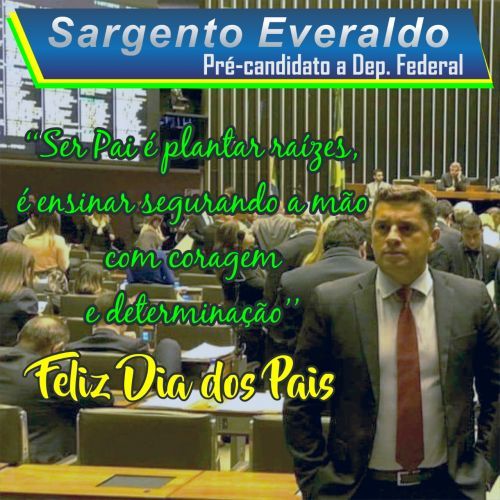 Sargento Everaldo
Pré-candidato a Dep. Federal
“Ser Pai é plantar raízes,
é ensinar segurando a mão
com coragem
e determinação”
Feliz Dia dos Pais